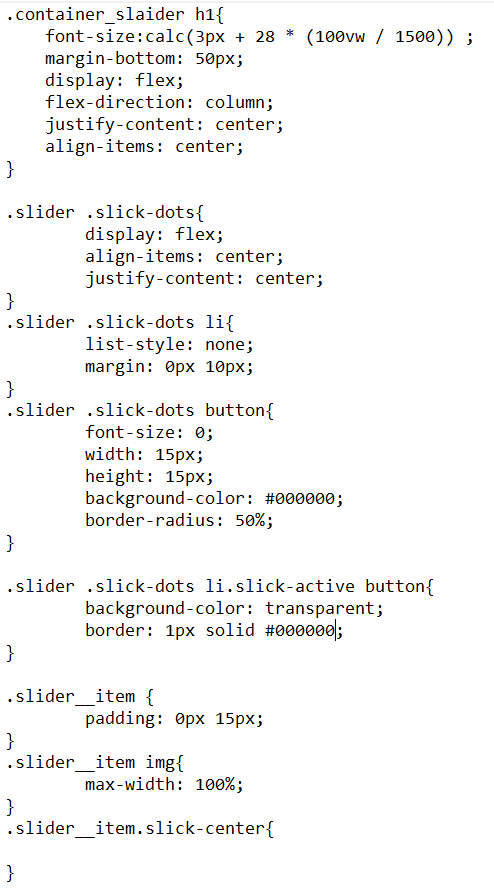 .container_slaider h1{
    font-size:calc(3px + 28 * (100vw / 1500)) ;
    margin-bottom: 50px;
    display: flex;
    flex-direction: column;
    justify-content: center;
    align-items: center;
}

.slider .slick-dots{
        display: flex;
        align-items: center;
        justify-content: center;
}
.slider .slick-dots li{
        list-style: none;
        margin: 0px 10px;
}
.slider .slick-dots button{
        font-size: 0;
        width: 15px;
        height: 15px;
        background-color: #000000;
        border-radius: 50%;
}

.slider .slick-dots li.slick-active button{
        background-color: transparent;
        border: 1px solid #000000;
}

.slider__item {
        padding: 0px 15px;
}
.slider__item img{
        max-width: 100%;
}
.slider__item.slick-center{

}